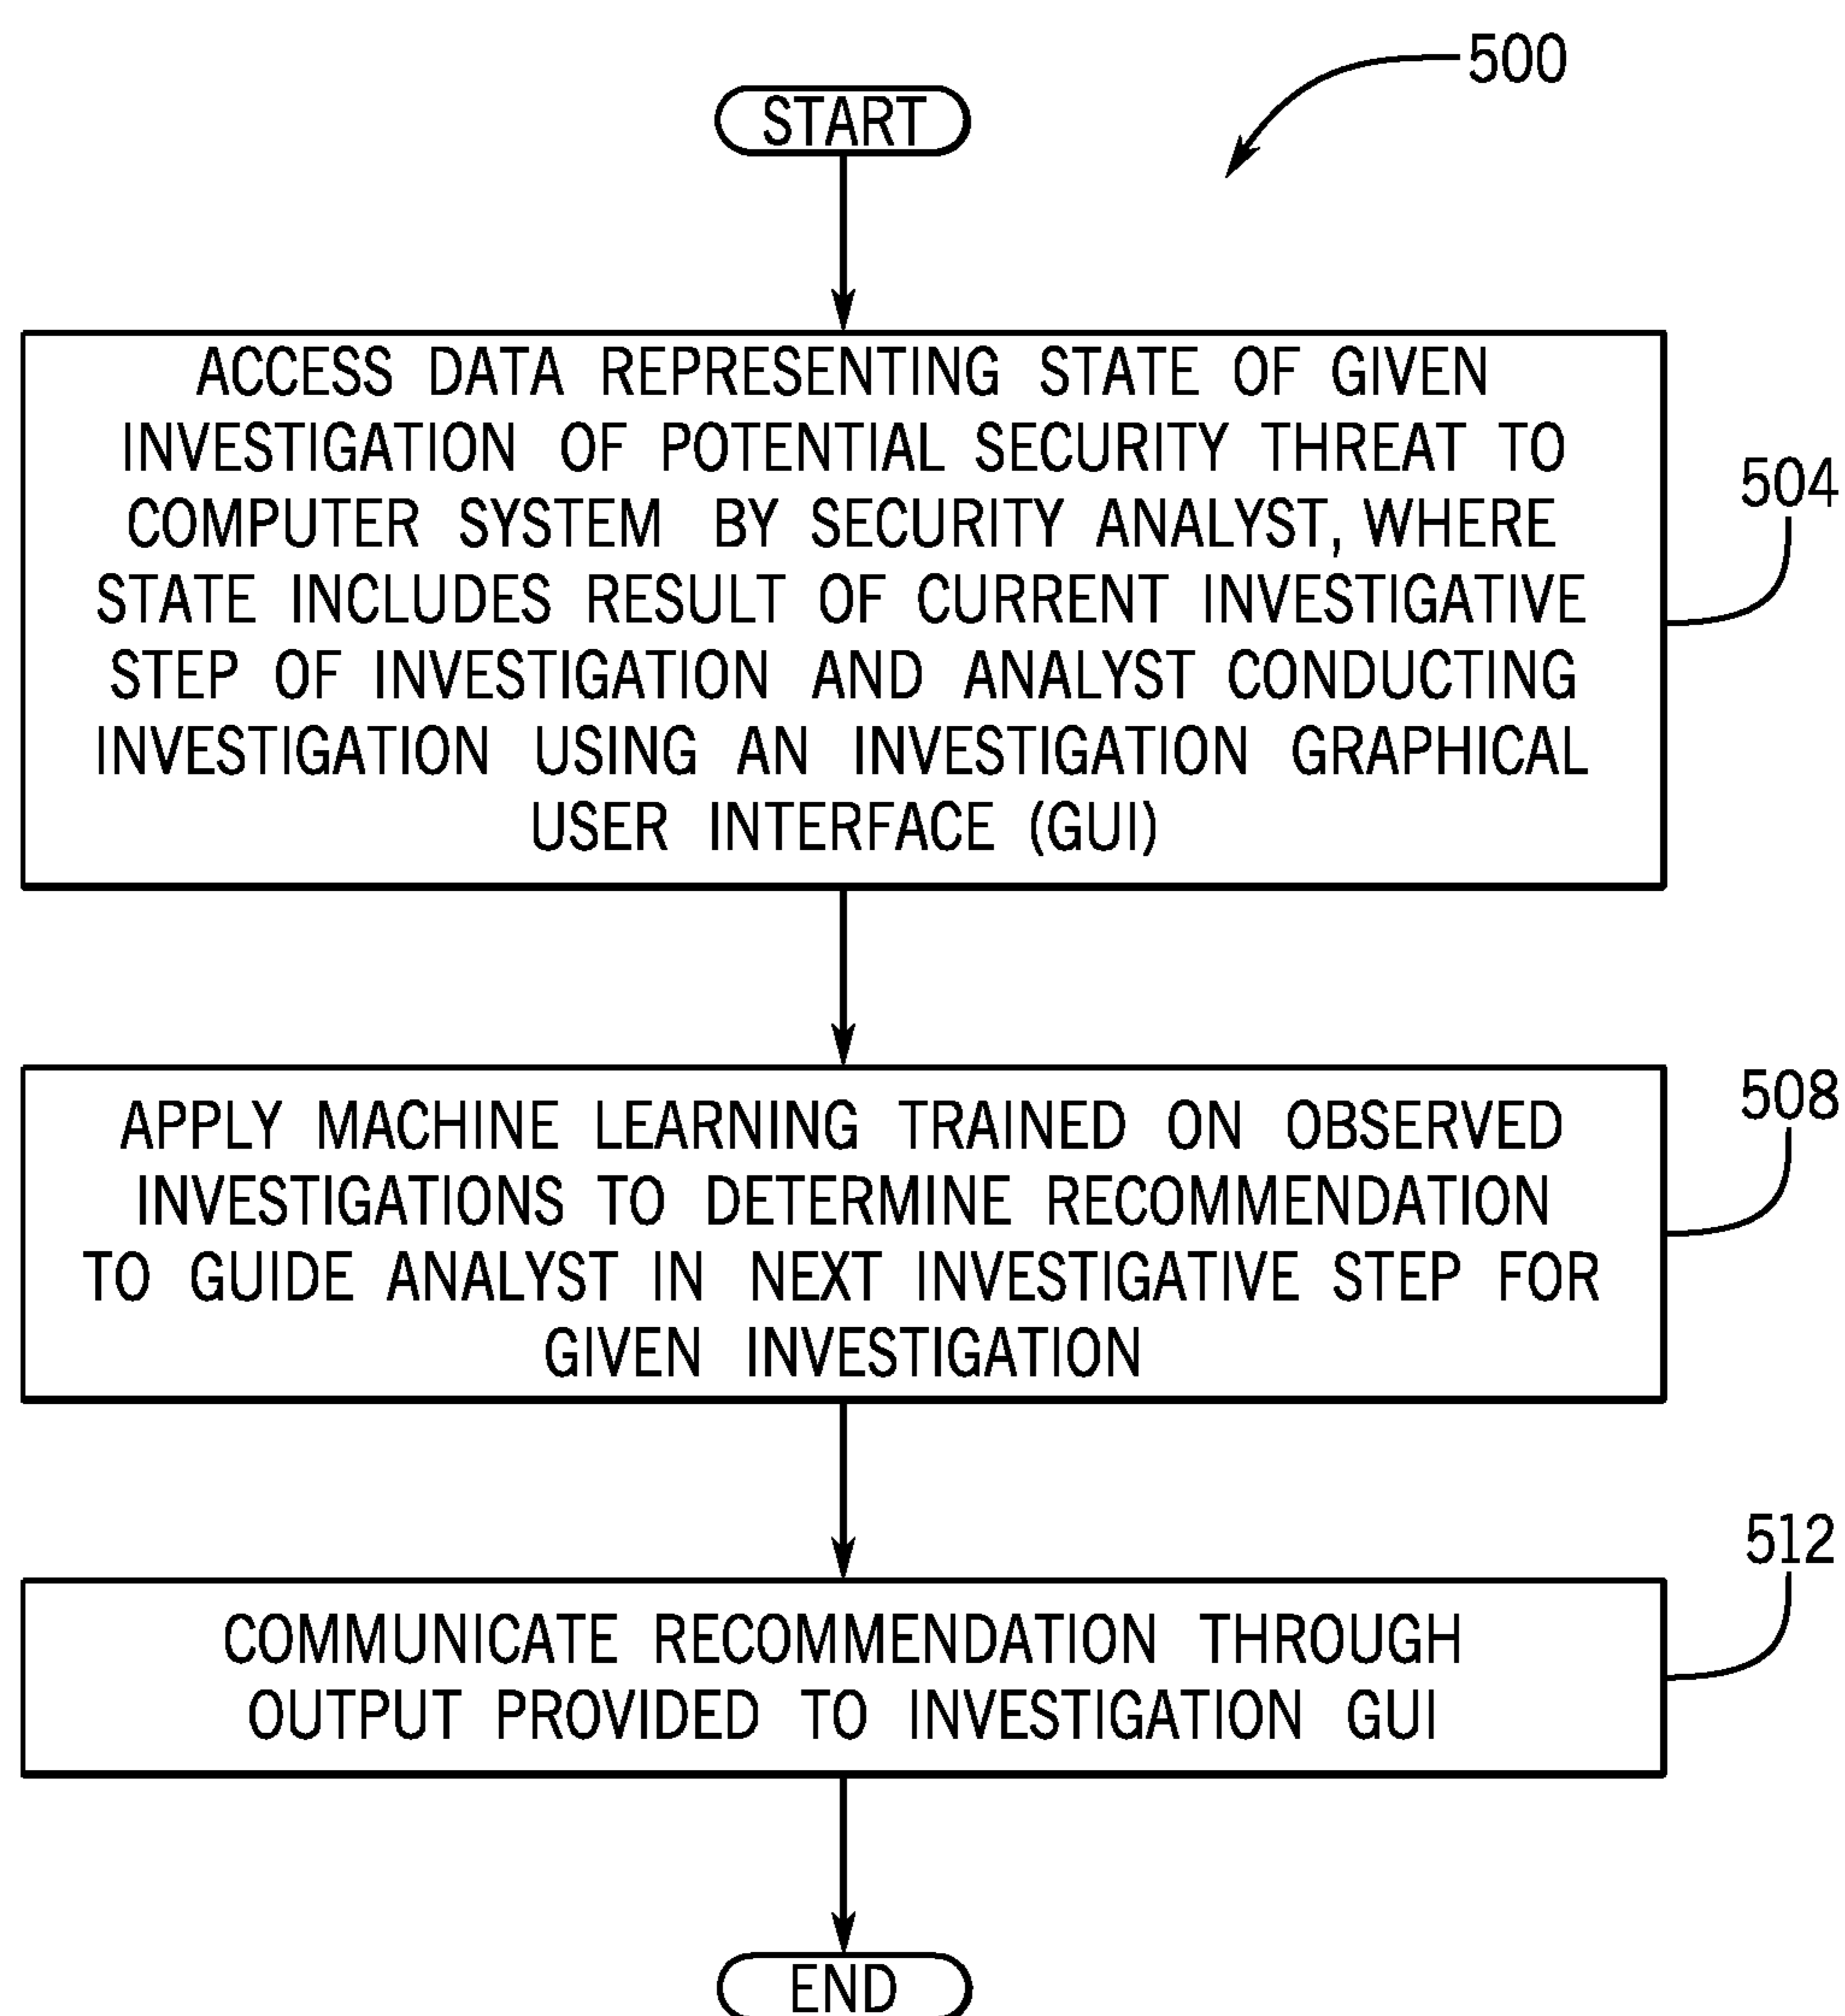 500
START
ACCESS DATA REPRESENTING STATE OF GIVEN
INVESTIGATION OF POTENTIAL SECURITY THREAT TO
COMPUTER SYSTEM BY SECURITY ANALYST, WHERE
STATE INCLUDES RESULT OF CURRENT INVESTIGATIVE
STEP OF INVESTIGATION AND ANALYST CONDUCTING
INVESTIGATION USING AN INVESTIGATION GRAPHICAL
USER INTERFACE (GUI)
504
APPLY MACHINE LEARNING TRAINED ON OBSERVED
INVESTIGATIONS TO DETERMINE RECOMMENDATION
TO GUIDE ANALYST IN NEXT INVESTIGATIVE STEP FOR
GIVEN INVESTIGATION
508
COMMUNICATE RECOMMENDATION THROUGH
OUTPUT PROVIDED TO INVESTIGATION GUI
512
END